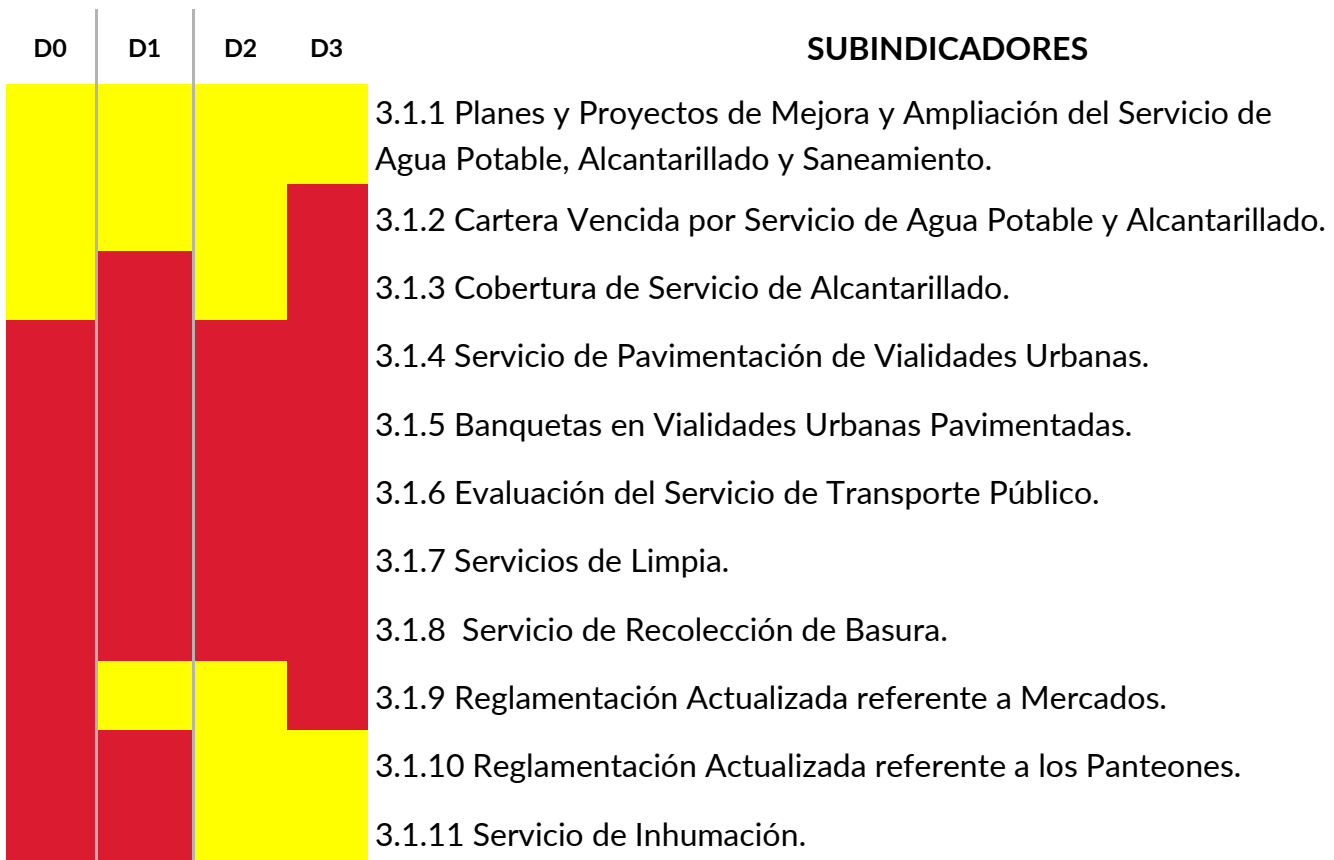 D0 D1 D2 D3 SUBINDICADORES
3.1.1 Planes y Proyectos de Mejora y Ampliación del Servicio de
Agua Potable, Alcantarillado y Saneamiento.
3.1.2 Cartera Vencida por Servicio de Agua Potable y Alcantarillado.
3.1.3 Cobertura de Servicio de Alcantarillado.
3.1.4 Servicio de Pavimentación de Vialidades Urbanas.
3.1.5 Banquetas en Vialidades Urbanas Pavimentadas.
3.1.6 Evaluación del Servicio de Transporte Público.
3.1.7 Servicios de Limpia.
3.1.8  Servicio de Recolección de Basura.
3.1.9 Reglamentación Actualizada referente a Mercados.
3.1.10 Reglamentación Actualizada referente a los Panteones.
3.1.11 Servicio de Inhumación.